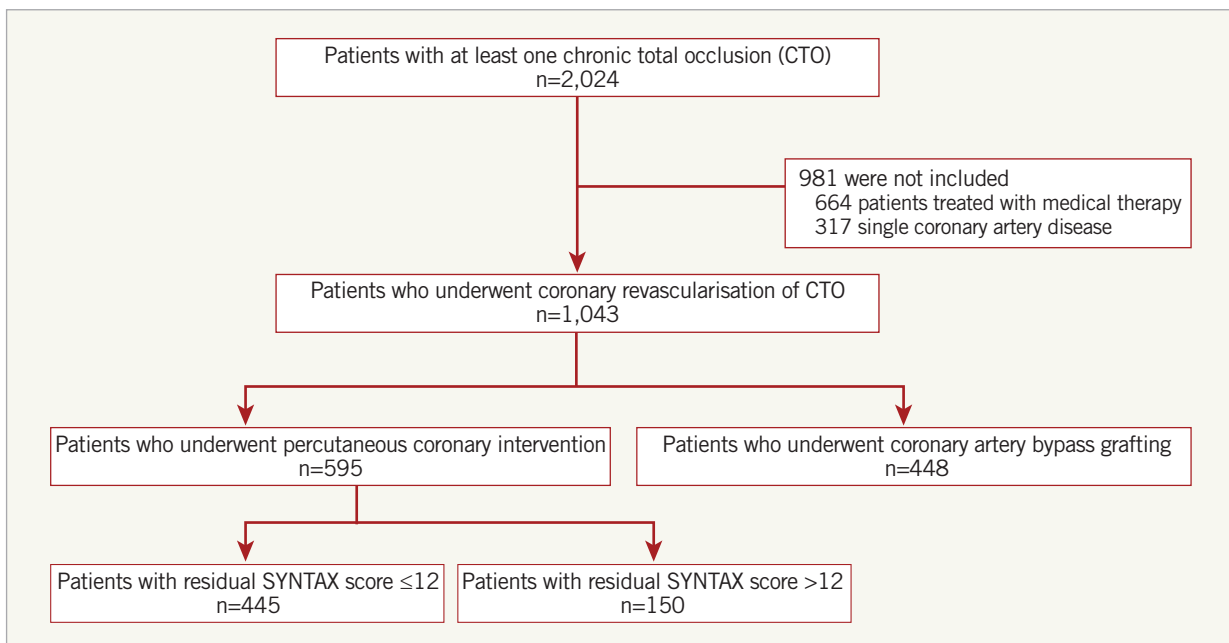 Patients with at least one chronic total occlusion (CTO)
n=2,024
981 were not included
664 patients treated with medical therapy
317 single coronary artery disease
Patients who underwent coronary revascularisation of CTO
n=1,043
Patients who underwent percutaneous coronary intervention
n=595
Patients who underwent coronary artery bypass grafting
n=448
Patients with residual SYNTAX score ≤12
n=445
Patients with residual SYNTAX score >12
n=150